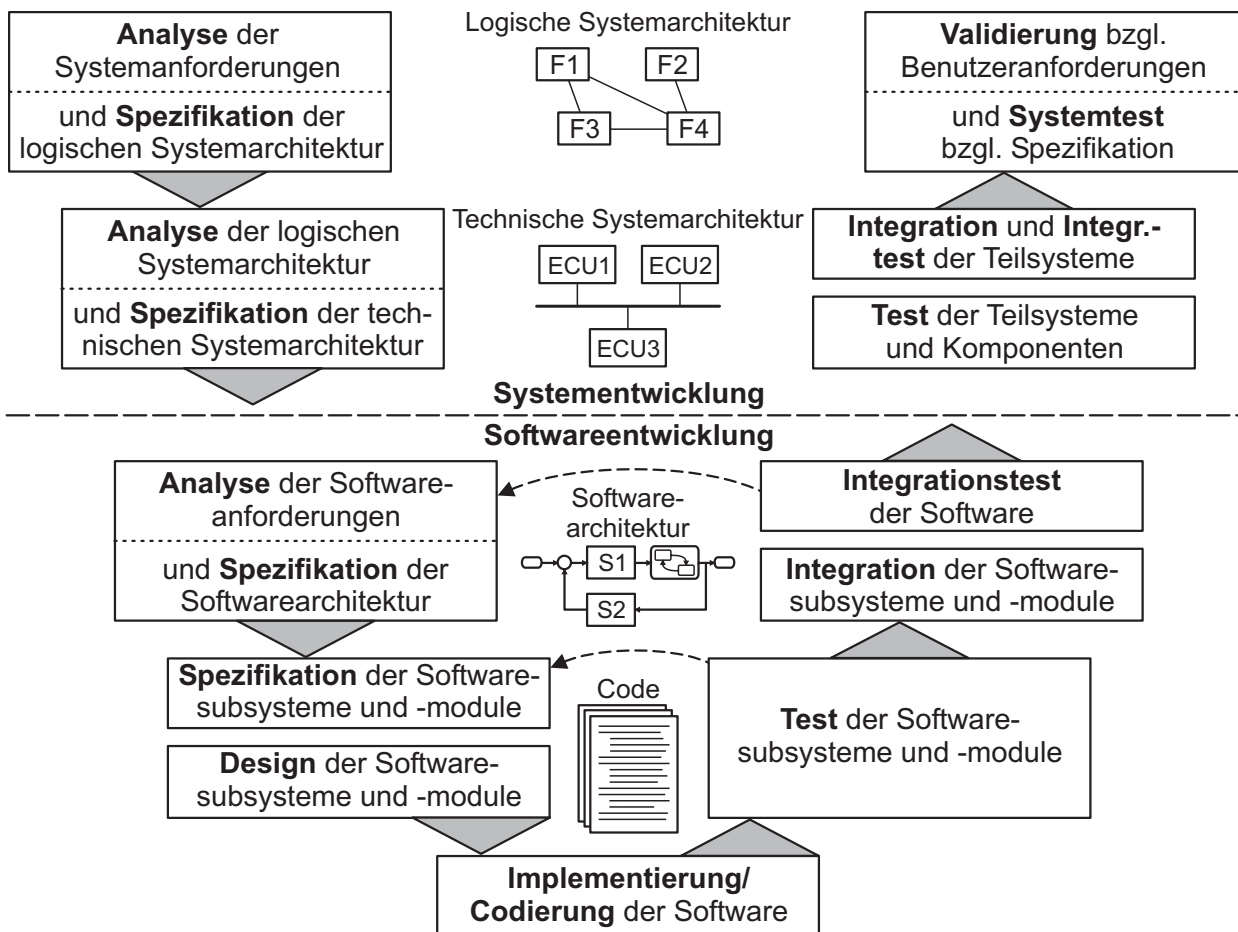 Analyse der
Systemanforderungen
und Spezifikation der
logischen Systemarchitektur
Logische Systemarchitektur
F1
F2
F3
F4
Validierung bzgl.
Benutzeranforderungen
und Systemtest
bzgl. Spezifikation
Analyse der logischen
Systemarchitektur
und Spezifikation der tech-
nischen Systemarchitektur
Technische Systemarchitektur
ECU1
ECU2
ECU3
Integration und Integr.-
test der Teilsysteme
Test der Teilsysteme
und Komponenten
Systementwicklung
Softwareentwicklung
Analyse der Software-
anforderungen
und Spezifikation der
Softwarearchitektur
Software-
architektur
S1
S2
Integrationstest
der Software
Integration der Software-
subsysteme und -module
Spezifikation der Software-
subsysteme und -module
Design der Software-
subsysteme und -module
Code
Test der Software-
subsysteme und -module
Implementierung/
Codierung der Software